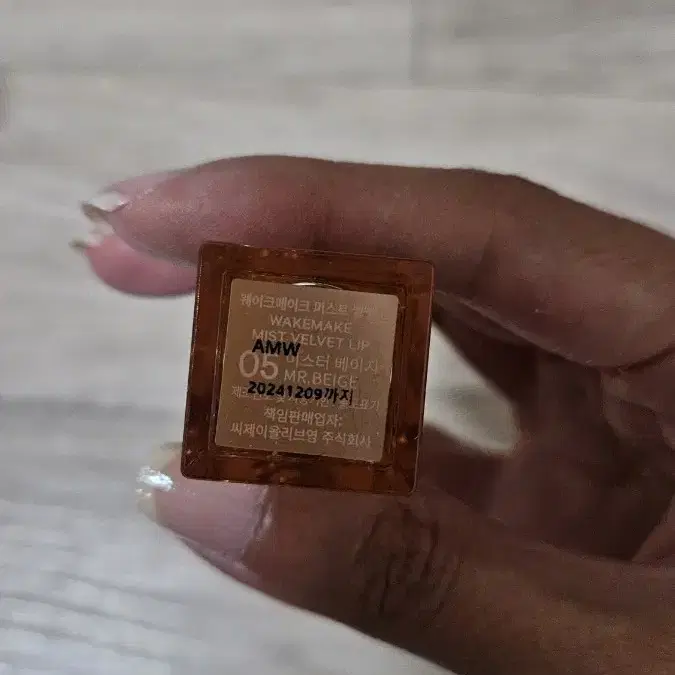 웨이크메이크 미스트 벨벳
WAKEMAKE
MIST VELVET LIP
AMW
05 미스터 베이지
MR.BEIGE
20241209까지
책임판매업자:
씨제이올리브영 주식회사